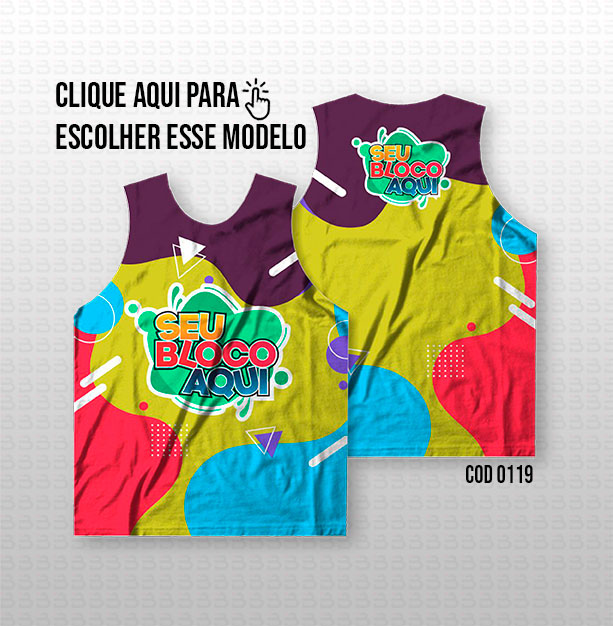 CLIQUE AQUI PARA
ESCOLHER ESSE MODELO
SEU
BLOCO
AQUI
SEU
BLOCO
AQUI
COD 0119